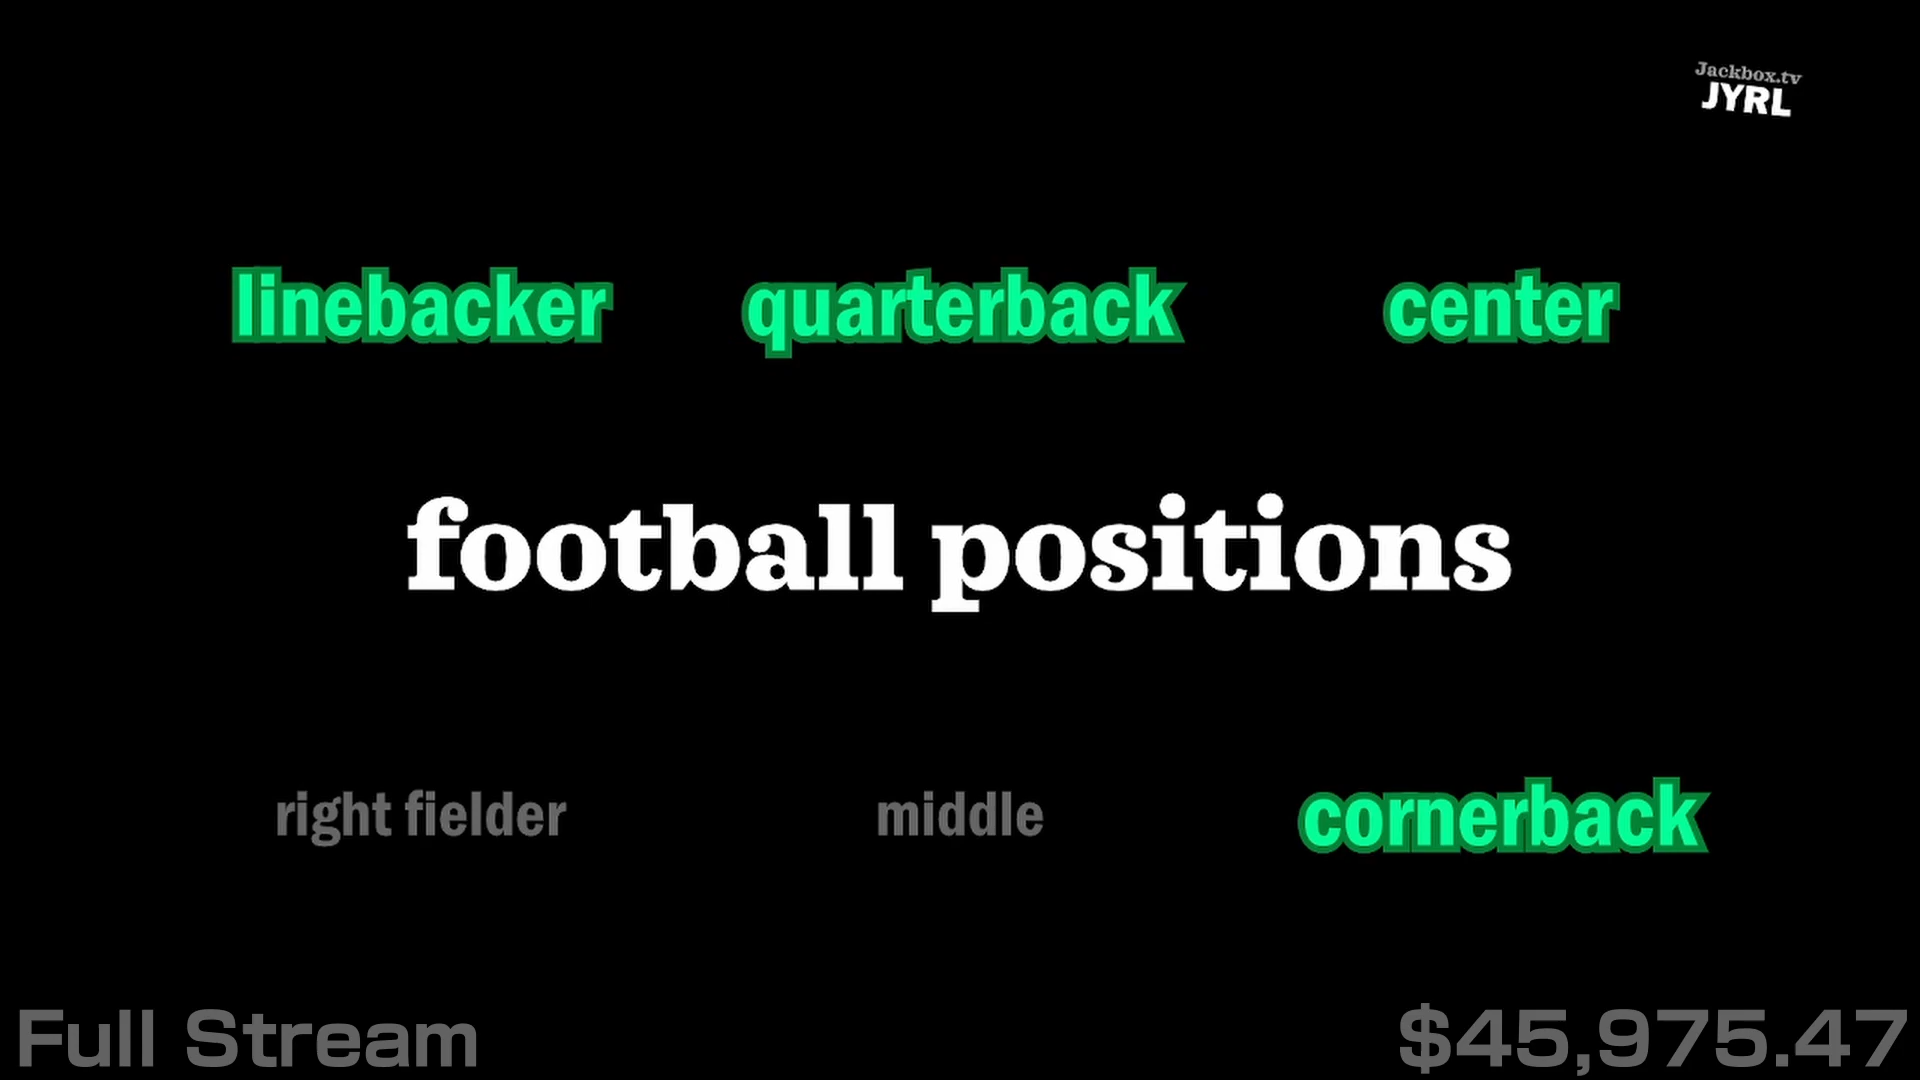 Jackbox.tv
JYRL
linebacker quarterback center
football positions
right fielder middle cornerback
Full Stream $45,975.47